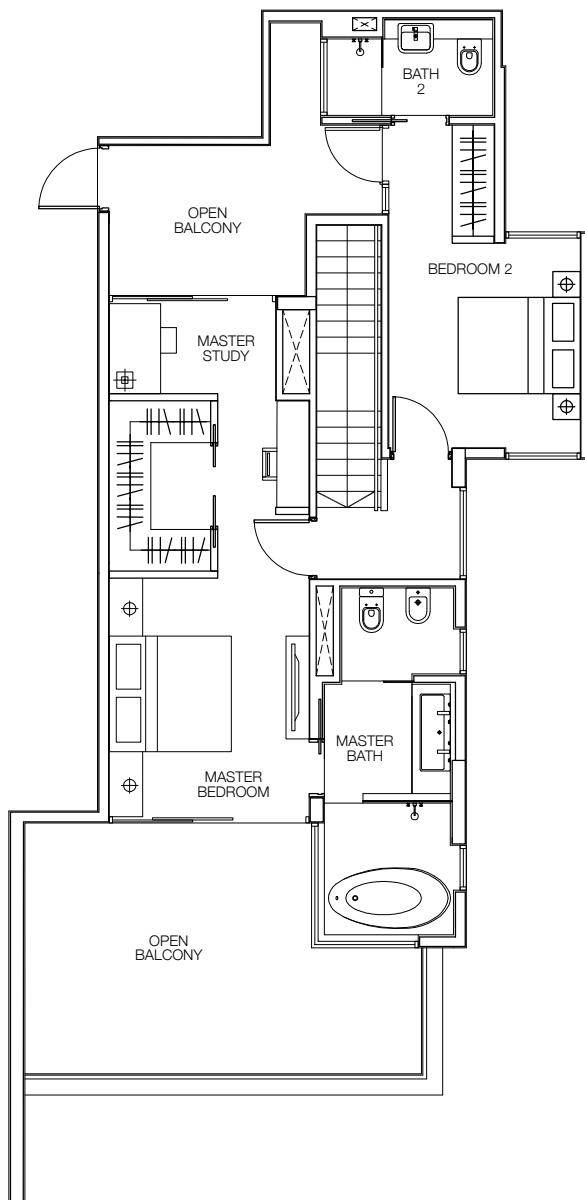 BATH
2
OPEN
BALCONY
BEDROOM 2
MASTER
STUDY
MASTER
BATH
MASTER
BEDROOM
OPEN
BALCONY